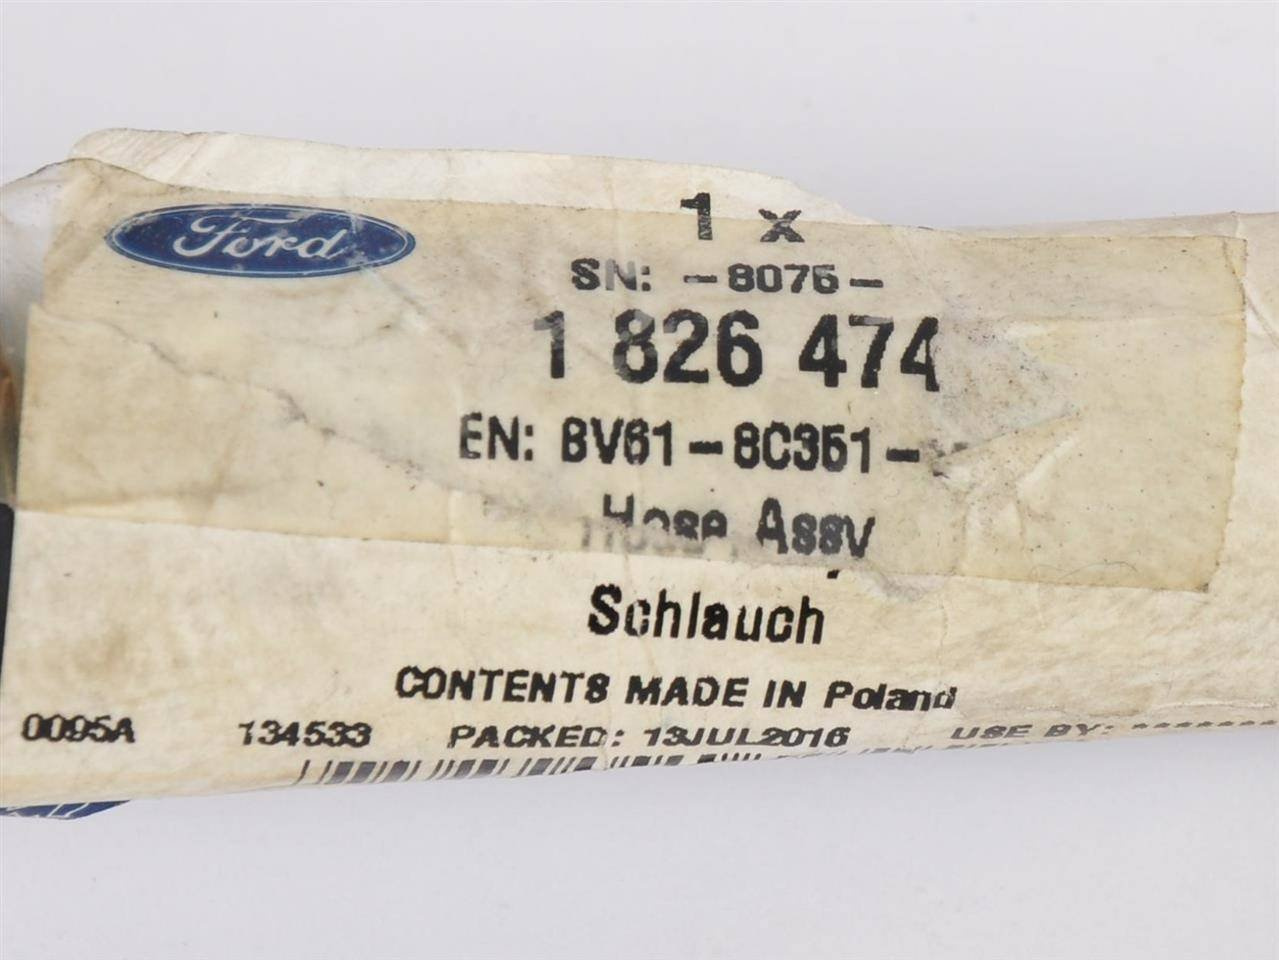 Ford
1 x
SN: -8075-
1 826 474
EN: BV61-8C351-
Hose Assy
Schlauch
CONTENTS MADE IN Poland
0095A 134533 PACKED: 13JUL2016 USE BY: ********